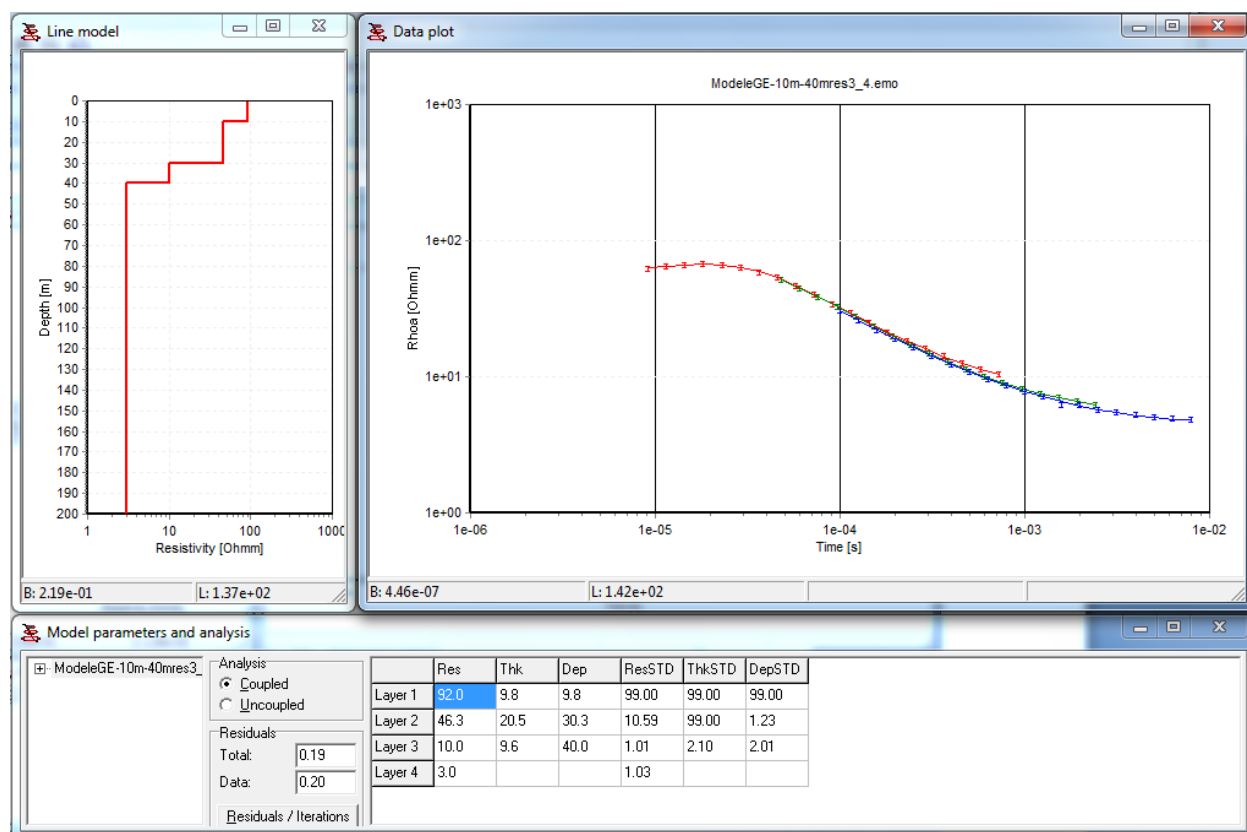 Line model
0
10
20
30
40
50
60
70
80
90
100
110
120
130
140
150
160
170
180
190
200
Depth [m]
1 10 100 1000
Resistivity [Ohmm]
B: 2.19e-01 L: 1.37e+02
Data plot
ModeleGE-10m-40mres3_4.emo
1e+03
1e+02
1e+01
1e+00
Rhoa [Ohmm]
1e-06 1e-05 1e-04 1e-03 1e-02
Time [s]
B: 4.46e-07 L: 1.42e+02
Model parameters and analysis
ModeleGE-10m-40mres3_
Analysis
Coupled
Uncoupled
Residuals
Total: 0.19
Data: 0.20
Residuals / Iterations
Res Thk Dep ResSTD ThkSTD DepSTD
Layer 1 92.0 9.8 9.8 99.00 99.00 99.00
Layer 2 46.3 20.5 30.3 10.59 99.00 1.23
Layer 3 10.0 9.6 40.0 1.01 2.10 2.01
Layer 4 3.0 1.03